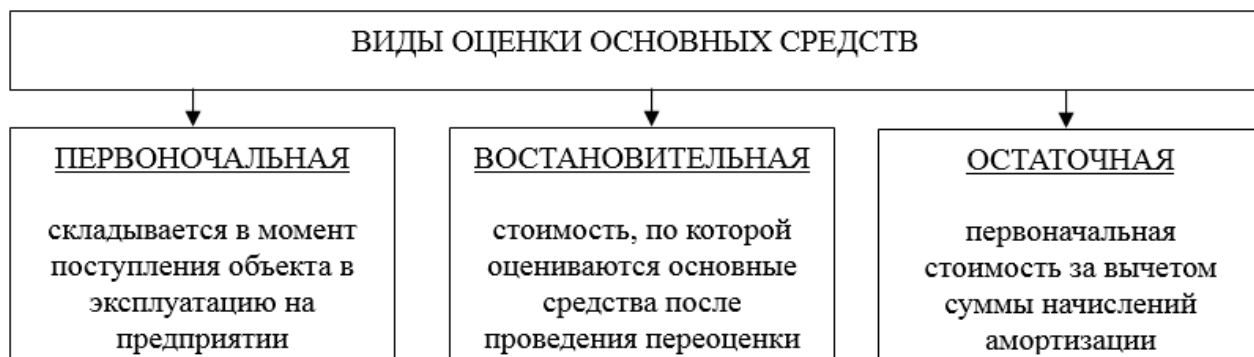 ВИДЫ ОЦЕНКИ ОСНОВНЫХ СРЕДСТВ
ПЕРВОНОЧАЛЬНАЯ
складывается в момент
поступления объекта в
эксплуатацию на
предприятии
ВОСТАНОВИТЕЛЬНАЯ
стоимость, по которой
оцениваются основные
средства после
проведения переоценки
ОСТАТОЧНАЯ
первоначальная
стоимость за вычетом
суммы начислений
амортизации